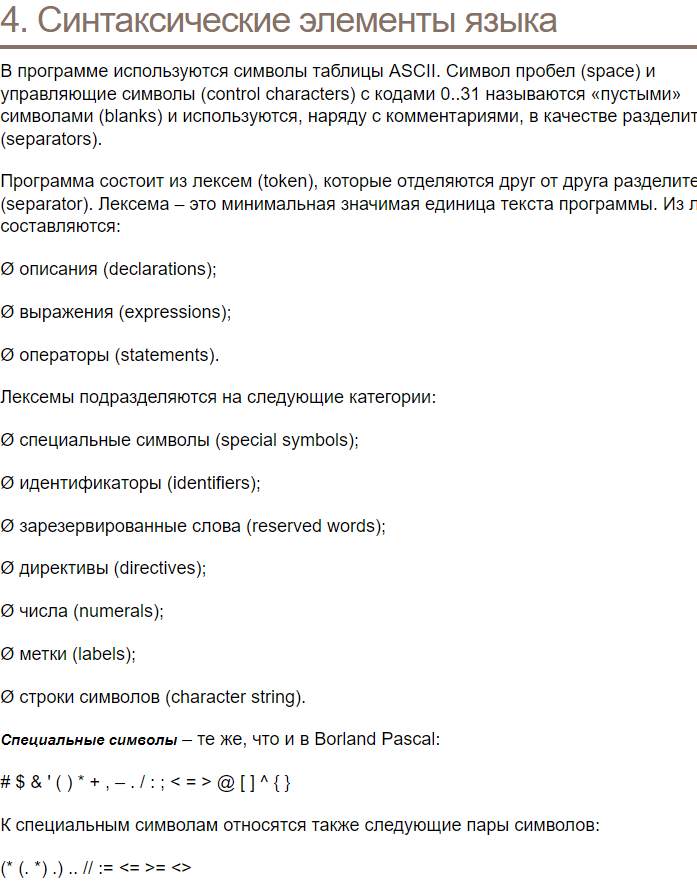 4. Синтаксические элементы языка
В программе используются символы таблицы ASCII. Символ пробел (space) и
управляющие символы (control characters) с кодами 0..31 называются «пустыми»
символами (blanks) и используются, наряду с комментариями, в качестве разделит
(separators).
Программа состоит из лексем (token), которые отделяются друг от друга разделите
(separator). Лексема – это минимальная значимая единица текста программы. Из л
составляются:
Ø описания (declarations);
Ø выражения (expressions);
Ø операторы (statements).
Лексемы подразделяются на следующие категории:
Ø специальные символы (special symbols);
Ø идентификаторы (identifiers);
Ø зарезервированные слова (reserved words);
Ø директивы (directives);
Ø числа (numerals);
Ø метки (labels);
Ø строки символов (character string).
Специальные символы – те же, что и в Borland Pascal:
# $ & ' ( ) * + , – . / : ; < = > @ [ ] ^ { }
К специальным символам относятся также следующие пары символов:
(* (. *) .) .. // := <= >= <>